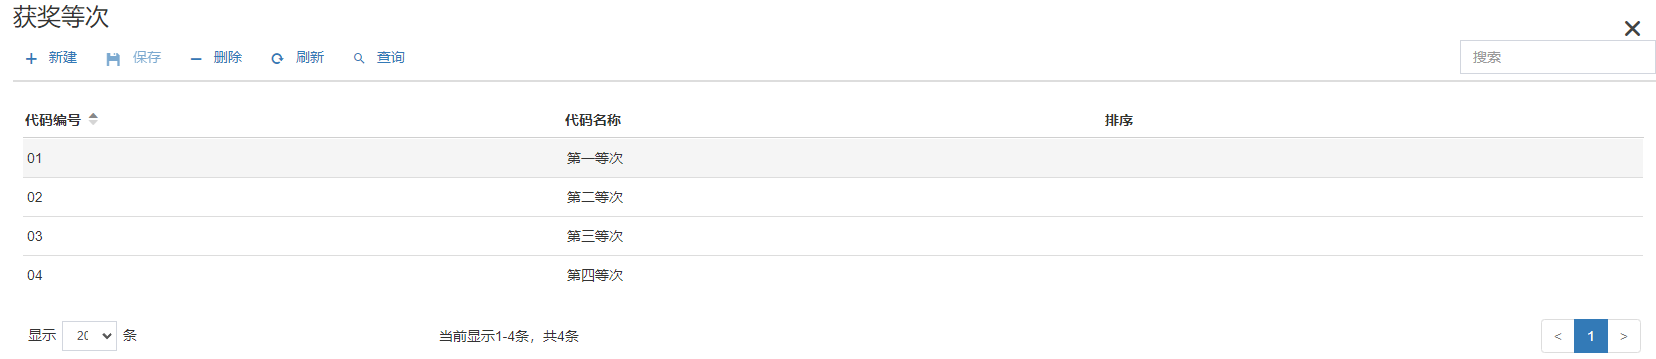 获奖等次
新建 保存 删除 刷新 查询 搜索
代码编号 代码名称 排序
01 第一等次
02 第二等次
03 第三等次
04 第四等次
显示 20 条 当前显示1-4条，共4条 < 1 >